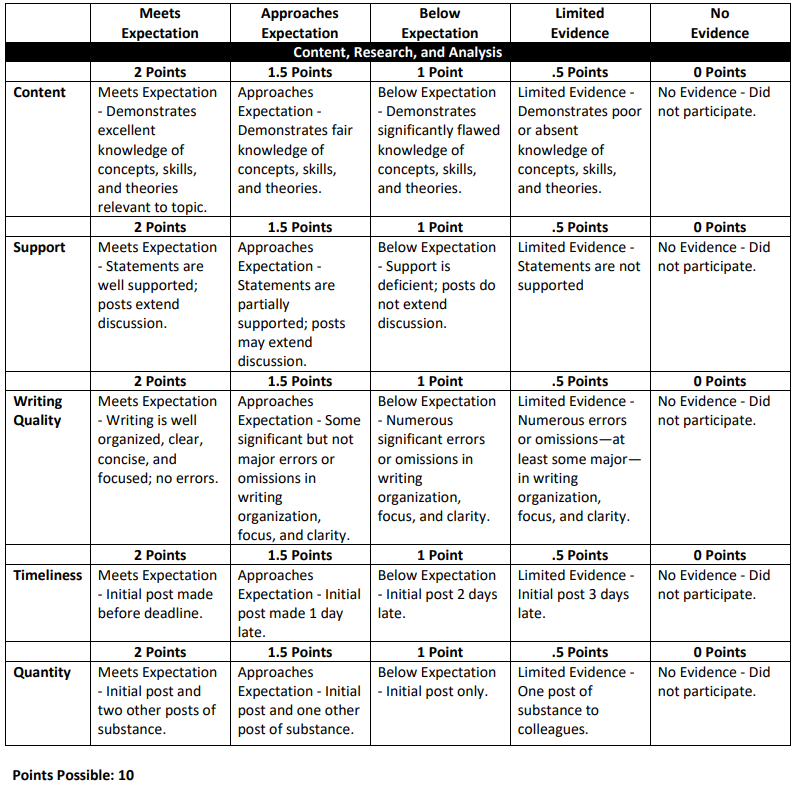 Meets Expectation
Approaches Expectation
Below Expectation
Limited Evidence
No Evidence
Content, Research, and Analysis
2 Points
1.5 Points
1 Point
.5 Points
0 Points
Content
Meets Expectation
- Demonstrates
excellent
knowledge of
concepts, skills,
and theories
relevant to topic.
Approaches
Expectation -
Demonstrates fair
knowledge of
concepts, skills,
and theories.
Below Expectation
- Demonstrates
significantly flawed
knowledge of
concepts, skills,
and theories.
Limited Evidence -
Demonstrates poor
or absent
knowledge of
concepts, skills,
and theories.
No Evidence - Did
not participate.
2 Points
1.5 Points
1 Point
.5 Points
0 Points
Support
Meets Expectation
- Statements are
well supported;
posts extend
discussion.
Approaches
Expectation -
Statements are
partially
supported; posts
may extend
discussion.
Below Expectation
- Support is
deficient; posts do
not extend
discussion.
Limited Evidence -
Statements are not
supported
No Evidence - Did
not participate.
2 Points
1.5 Points
1 Point
.5 Points
0 Points
Writing
Quality
Meets Expectation
- Writing is well
organized, clear,
concise, and
focused; no errors.
Approaches
Expectation - Some
significant but not
major errors or
omissions in
writing
organization,
focus, and clarity.
Below Expectation
- Numerous
significant errors
or omissions in
writing
organization,
focus, and clarity.
Limited Evidence -
Numerous errors
or omissions—at
least some major—
in writing
organization,
focus, and clarity.
No Evidence - Did
not participate.
2 Points
1.5 Points
1 Point
.5 Points
0 Points
Timeliness
Meets Expectation
- Initial post made
before deadline.
Approaches
Expectation - Initial
post made 1 day
late.
Below Expectation
- Initial post 2 days
late.
Limited Evidence -
Initial post 3 days
late.
No Evidence - Did
not participate.
2 Points
1.5 Points
1 Point
.5 Points
0 Points
Quantity
Meets Expectation
- Initial post and
two other posts of
substance.
Approaches
Expectation - Initial
post and one other
post of substance.
Below Expectation
- Initial post only.
Limited Evidence -
One post of
substance to
colleagues.
No Evidence - Did
not participate.
Points Possible: 10